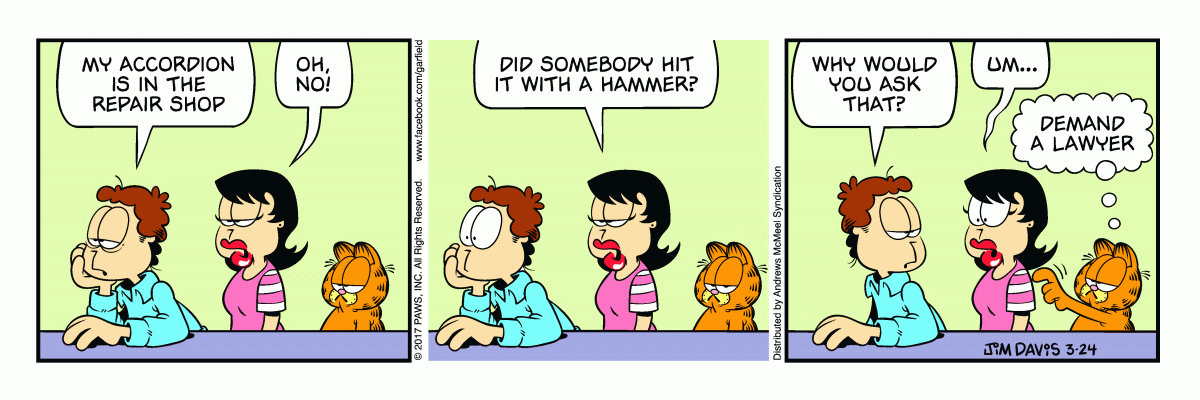 MY ACCORDION
IS IN THE
REPAIR SHOP
OH,
NO!
© 2017 PAWS, INC. All Rights Reserved. www.facebook.com/garfield
DID SOMEBODY HIT
IT WITH A HAMMER?
Distributed by Andrews McMeel Syndication
WHY WOULD
YOU ASK
THAT?
UM...
DEMAND
A LAWYER
JIM DAVIS 3-24